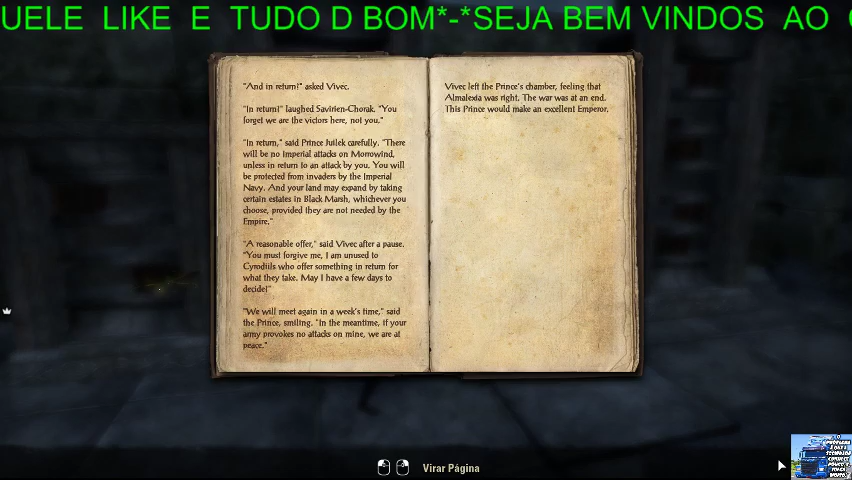 UELE LIKE E TUDO D BOM*-*SEJA BEM VINDOS AO
"And in return?" asked Vivec.
"In return?" laughed Savirien-Chorak. "You
forget we are the victors here, not you."
"In return," said Prince Juilek carefully. "There
will be no Imperial attacks on Morrowind,
unless in return to an attack by you. You will
be protected from invaders by the Imperial
Navy. And your land may expand by taking
certain estates in Black Marsh, whichever you
choose, provided they are not needed by the
Empire."
"A reasonable offer," said Vivec after a pause.
"You must forgive me, I am unused to
Cyrodiils who offer something in return for
what they take. May I have a few days to
decide?"
"We will meet again in a week's time," said
the Prince, smiling. "In the meantime, if your
army provokes no attacks on mine, we are at
peace."
Vivec left the Prince's chamber, feeling that
Almalexia was right. The war was at an end.
This Prince would make an excellent Emperor.
Virar Página